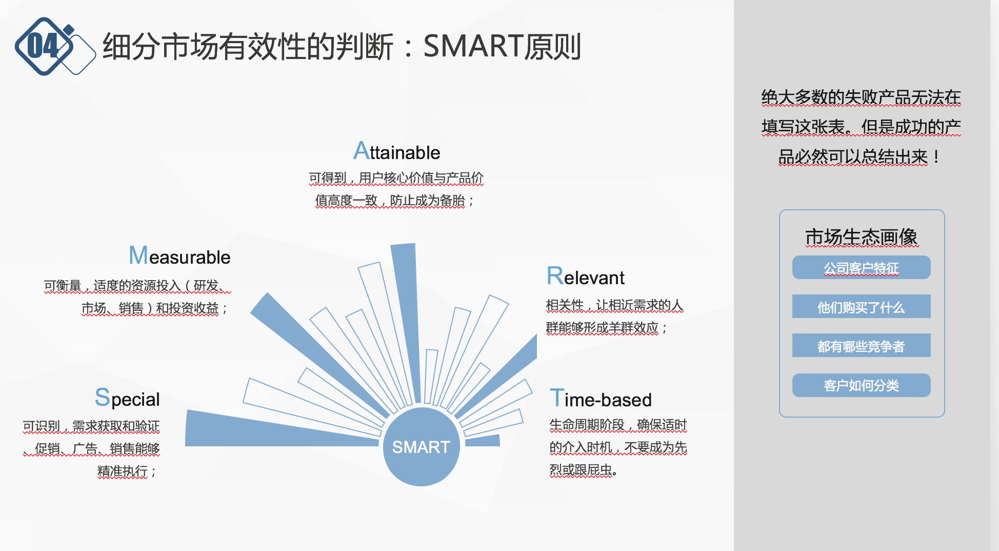 04
细分市场有效性的判断：SMART原则
Attainable
可得到，用户核心价值与产品价
值高度一致，防止成为备胎；
Measurable
可衡量，适度的资源投入（研发、
市场、销售）和投资收益；
Relevant
相关性，让相近需求的人
群能够形成羊群效应；
Special
可识别，需求获取和验证
、促销、广告、销售能够
精准执行；
Time-based
生命周期阶段，确保适时
的介入时机，不要成为先
烈或跟屁虫。
SMART
绝大多数的失败产品无法在
填写这张表。但是成功的产
品必然可以总结出来！
市场生态画像
公司客户特征
他们购买了什么
都有哪些竞争者
客户如何分类